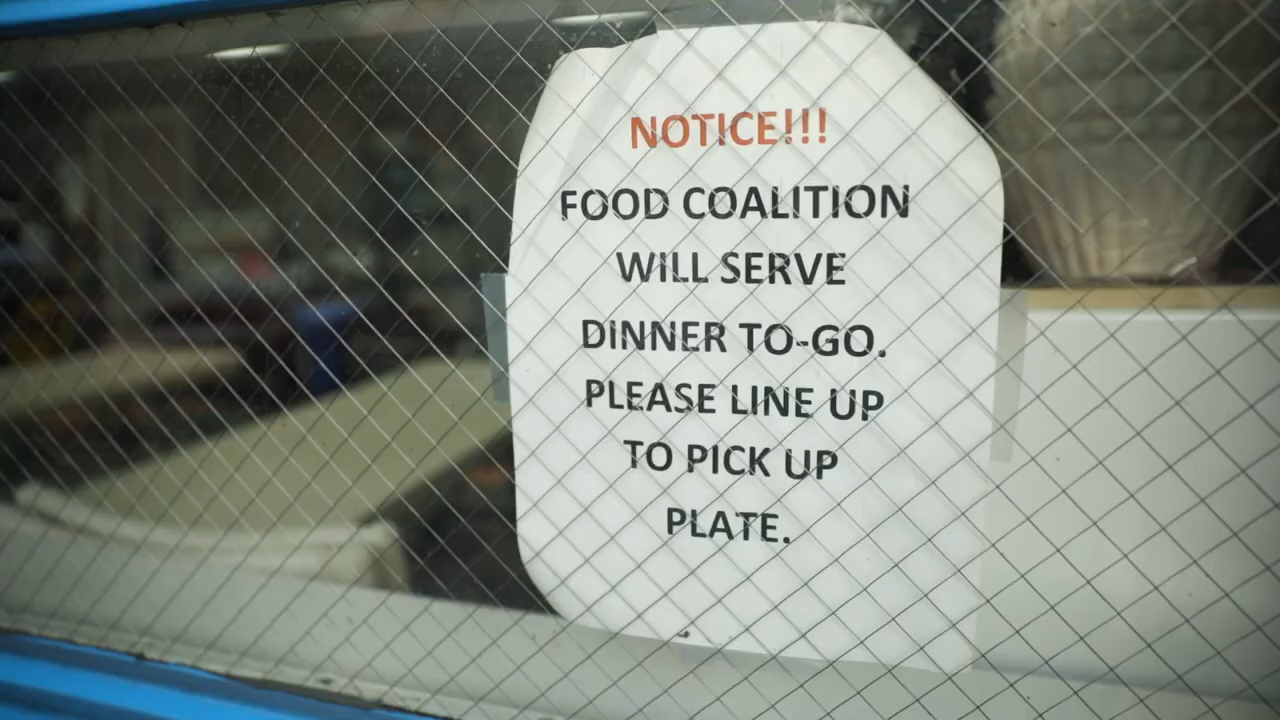 NOTICE!!!
FOOD COALITION
WILL SERVE
DINNER TO-GO.
PLEASE LINE UP
TO PICK UP
PLATE.